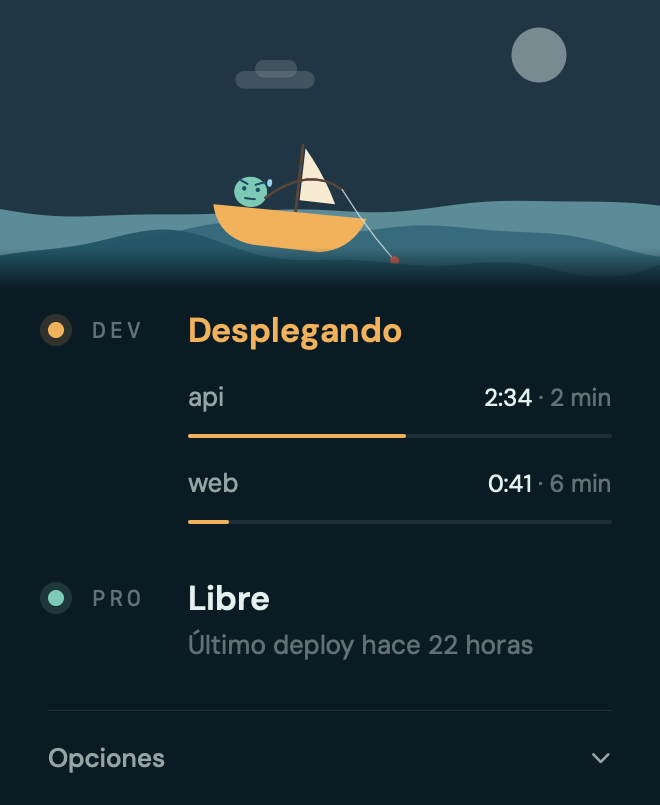 DEV Desplegando
api 2:34 · 2 min
web 0:41 · 6 min
PRO Libre
Último deploy hace 22 horas
Opciones